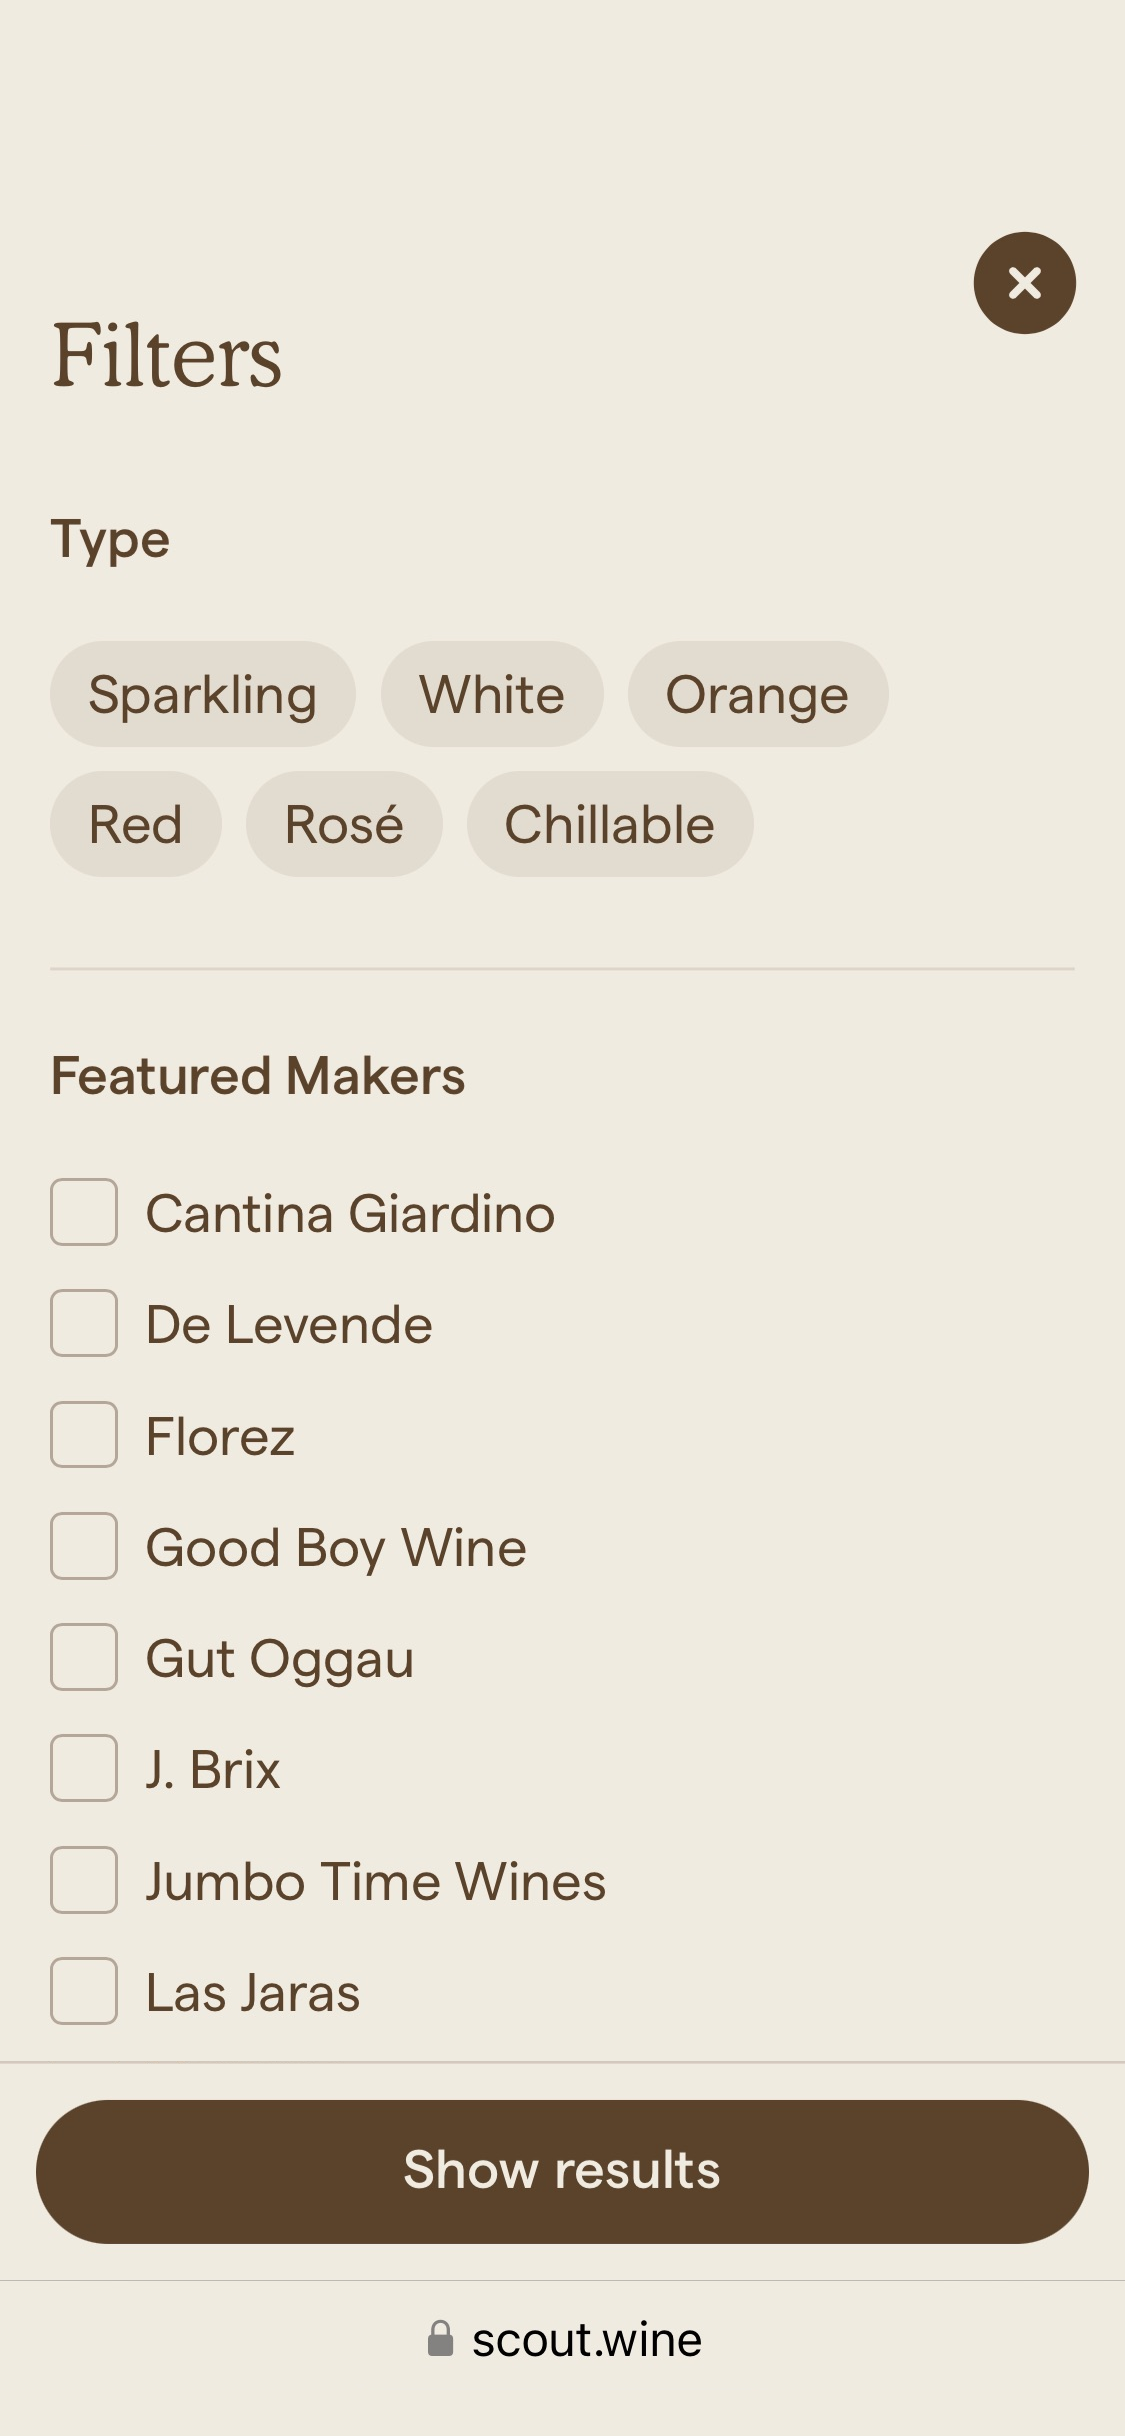 Filters
Type
Sparkling
White
Orange
Red
Rosé
Chillable
Featured Makers
Cantina Giardino
De Levende
Florez
Good Boy Wine
Gut Oggau
J. Brix
Jumbo Time Wines
Las Jaras
Show results
scout.wine